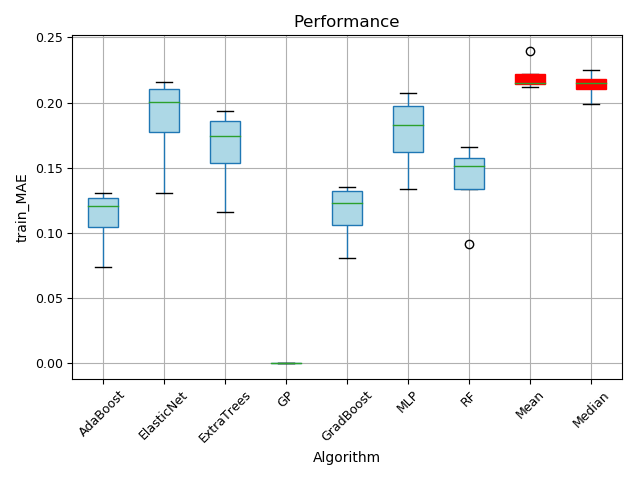 Performance
train_MAE
0.25
0.20
0.15
0.10
0.05
0.00
AdaBoost
ElasticNet
ExtraTrees
GP
GradBoost
MLP
RF
Mean
Median
Algorithm